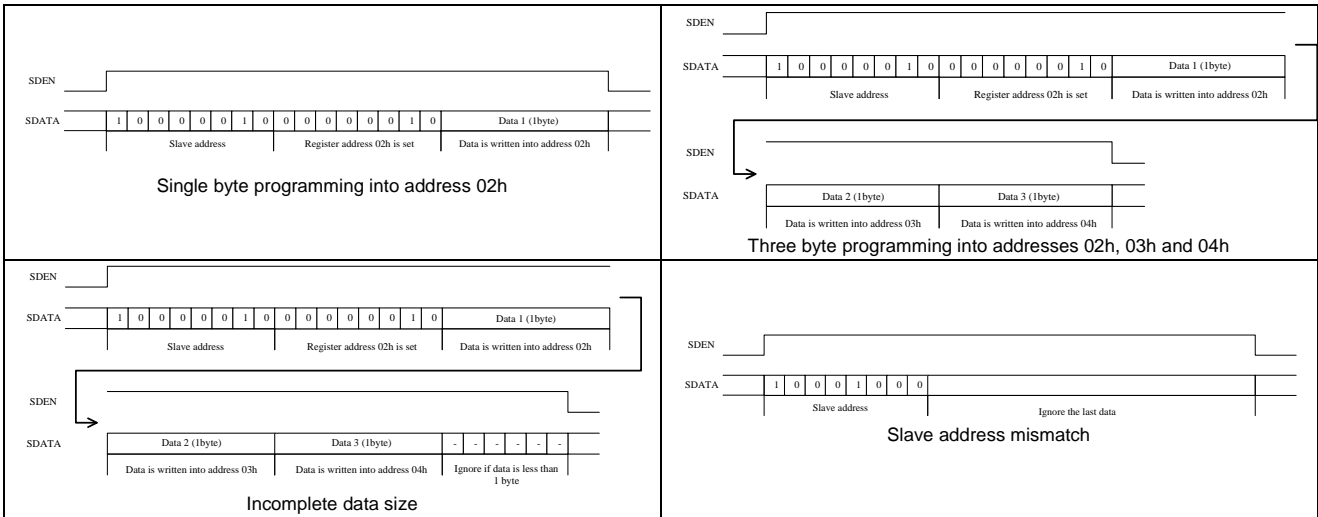 SDEN
SDATA 1 0 0 0 0 0 1 0 0 0 0 0 0 0 1 0 Data 1 (1byte)
Slave address Register address 02h is set Data is written into address 02h
Single byte programming into address 02h
SDEN
SDATA 1 0 0 0 0 0 1 0 0 0 0 0 0 0 1 0 Data 1 (1byte)
Slave address Register address 02h is set Data is written into address 02h
SDEN
SDATA Data 2 (1byte) Data 3 (1byte)
Data is written into address 03h Data is written into address 04h
Three byte programming into addresses 02h, 03h and 04h
SDEN
SDATA 1 0 0 0 0 0 1 0 0 0 0 0 0 0 1 0 Data 1 (1byte)
Slave address Register address 02h is set Data is written into address 02h
SDEN
SDATA Data 2 (1byte) Data 3 (1byte) - - - - - -
Data is written into address 03h Data is written into address 04h Ignore if data is less than
1 byte
Incomplete data size
SDEN
SDATA 1 0 0 0 1 0 0 0
Slave address Ignore the last data
Slave address mismatch